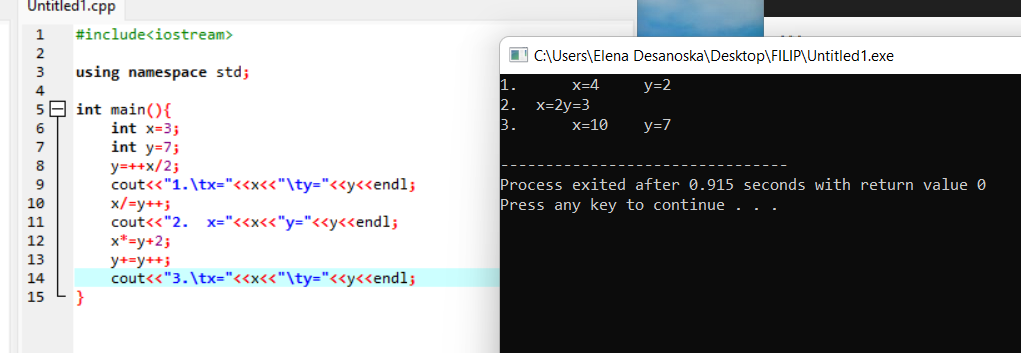 Untitled1.cpp
1 #include<iostream>
2
3 using namespace std;
4
5 int main(){
6 int x=3;
7 int y=7;
8 y=++x/2;
9 cout<<"1.\tx="<<x<<"\ty="<<y<<endl;
10 x/=y++;
11 cout<<"2.  x="<<x<<"y="<<y<<endl;
12 x*=y+2;
13 y+=y++;
14 cout<<"3.\tx="<<x<<"\ty="<<y<<endl;
15 }
C:\Users\Elena Desanoska\Desktop\FILIP\Untitled1.exe
1.      x=4     y=2
2.  x=2y=3
3.      x=10    y=7
--------------------------------
Process exited after 0.915 seconds with return value 0
Press any key to continue . . .